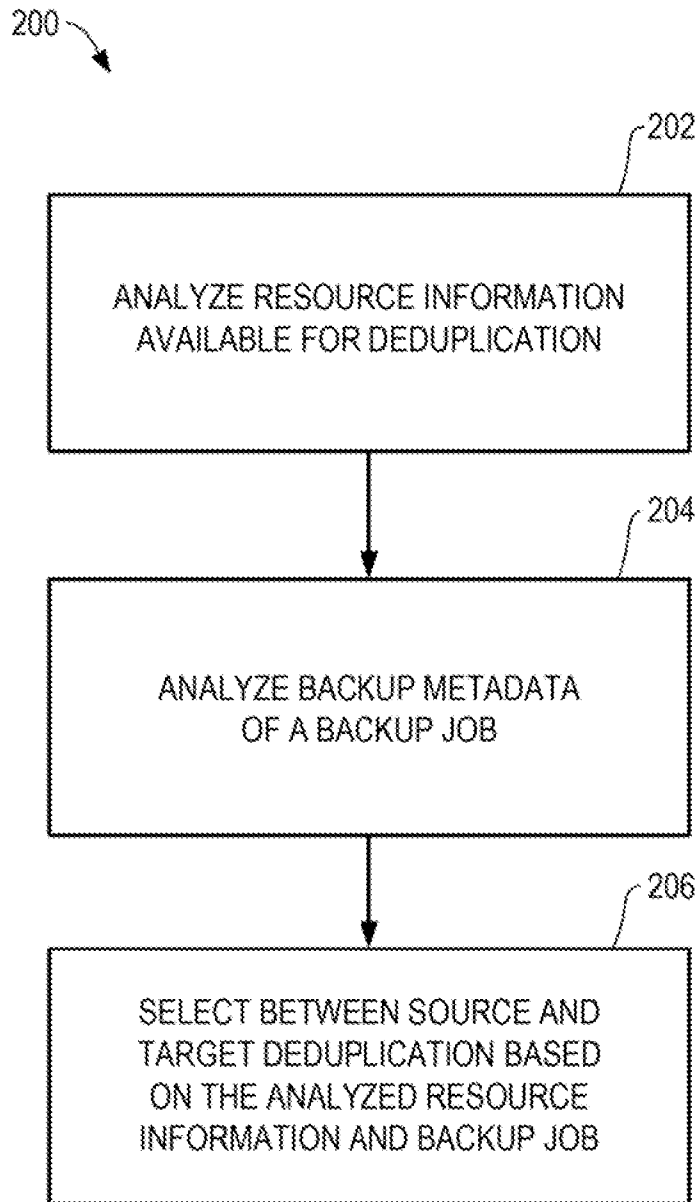 200
202
ANALYZE RESOURCE INFORMATION
AVAILABLE FOR DEDUPLICATION
204
ANALYZE BACKUP METADATA
OF A BACKUP JOB
206
SELECT BETWEEN SOURCE AND
TARGET DEDUPLICATION BASED
ON THE ANALYZED RESOURCE
INFORMATION AND BACKUP JOB